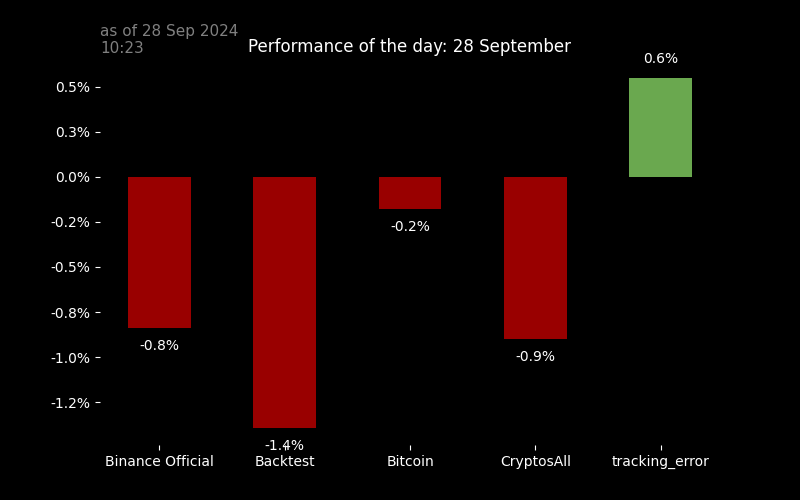 as of 28 Sep 2024
10:23
Performance of the day: 28 September
0.6%
0.5%
0.3%
0.0%
-0.2%
-0.2%
-0.5%
-0.8%
-0.8%
-0.9%
-1.0%
-1.2%
-1.4%
Binance Official
Backtest
Bitcoin
CryptosAll
tracking_error